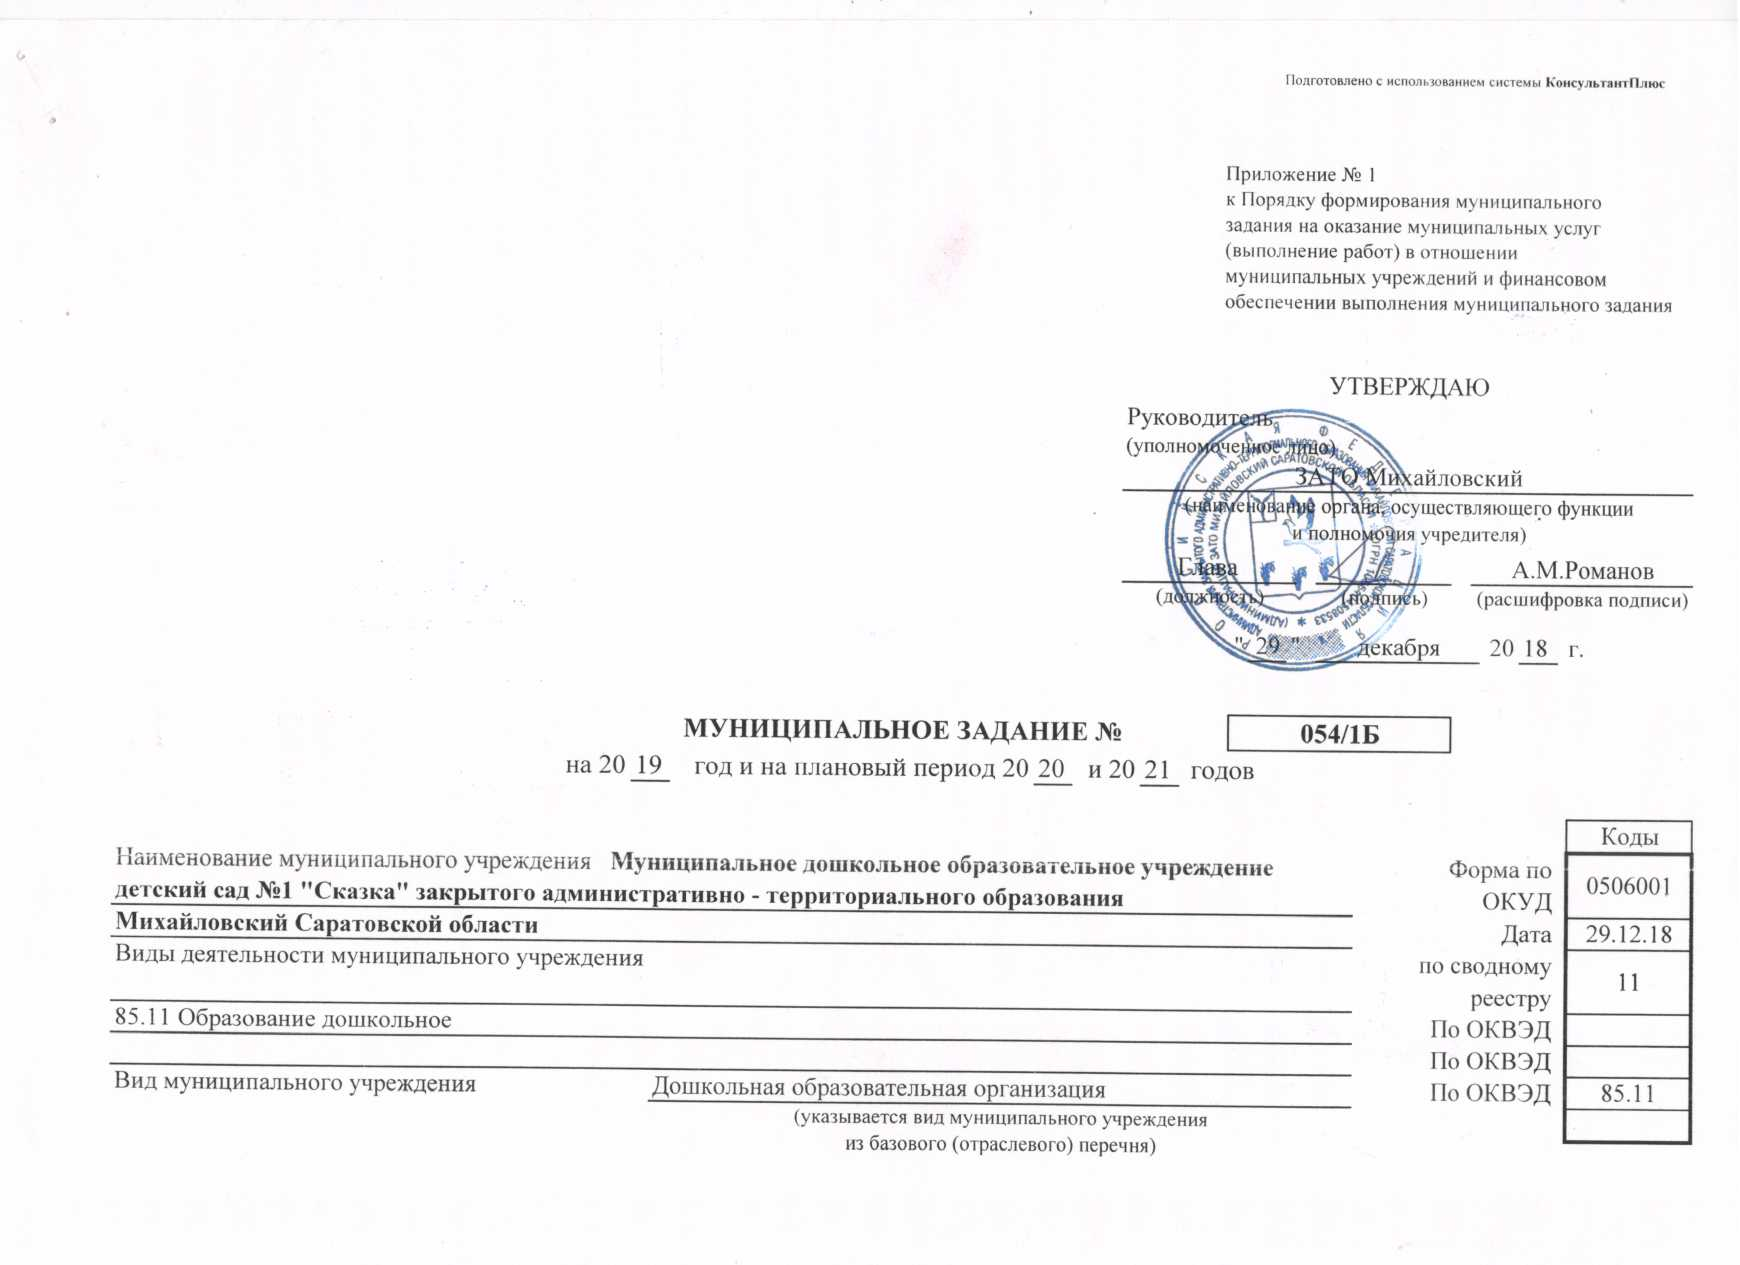 Подготовлено с использованием системы КонсультантПлюс
Приложение № 1
к Порядку формирования муниципального
задания на оказание муниципальных услуг
(выполнение работ) в отношении
муниципальных учреждений и финансовом
обеспечении выполнения муниципального задания
УТВЕРЖДАЮ
Руководитель
(уполномоченное лицо)
ЗАТО Михайловский
(наименование органа, осуществляющего функции
и полномочия учредителя)
Глава А.М.Романов
(должность) (подпись) (расшифровка подписи)
" 29 " декабря 20 18 г.
МУНИЦИПАЛЬНОЕ ЗАДАНИЕ № 054/1Б
на 20 19 год и на плановый период 20 20 и 20 21 годов
Коды
Наименование муниципального учреждения Муниципальное дошкольное образовательное учреждение
детский сад №1 "Сказка" закрытого административно - территориального образования
Михайловский Саратовской области
Форма по
ОКУД 0506001
Дата 29.12.18
Виды деятельности муниципального учреждения
по сводному
реестру 11
85.11 Образование дошкольное
По ОКВЭД
По ОКВЭД
Вид муниципального учреждения Дошкольная образовательная организация
По ОКВЭД 85.11
(указывается вид муниципального учреждения
из базового (отраслевого) перечня)